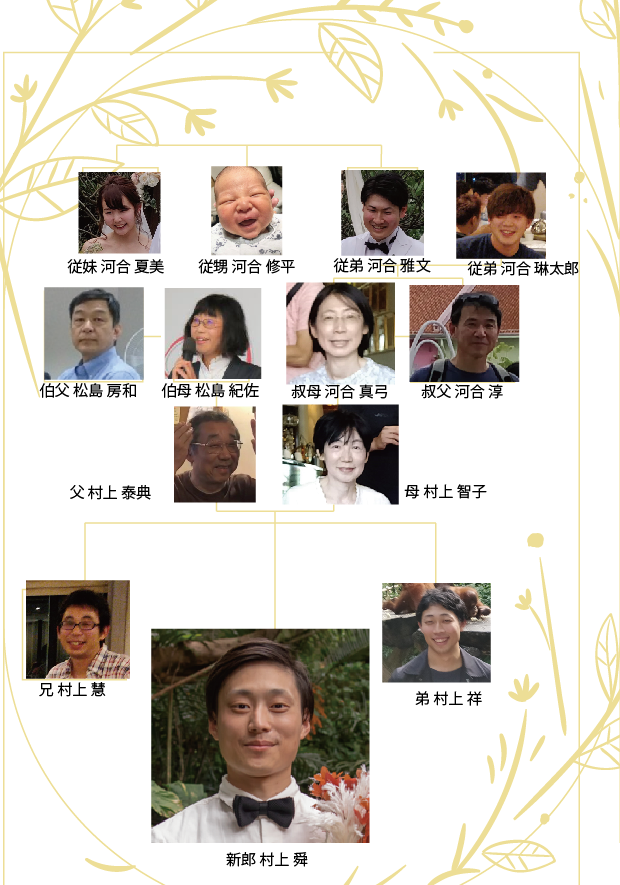 従妹 河合 夏美
従甥 河合 修平
従弟 河合 雅文
従弟 河合 琳太郎
伯父 松島 房和
伯母 松島 紀佐
叔母 河合 真弓
叔父 河合 淳
父 村上 泰典
母 村上 智子
兄 村上 慧
弟 村上 祥
新郎 村上 舜